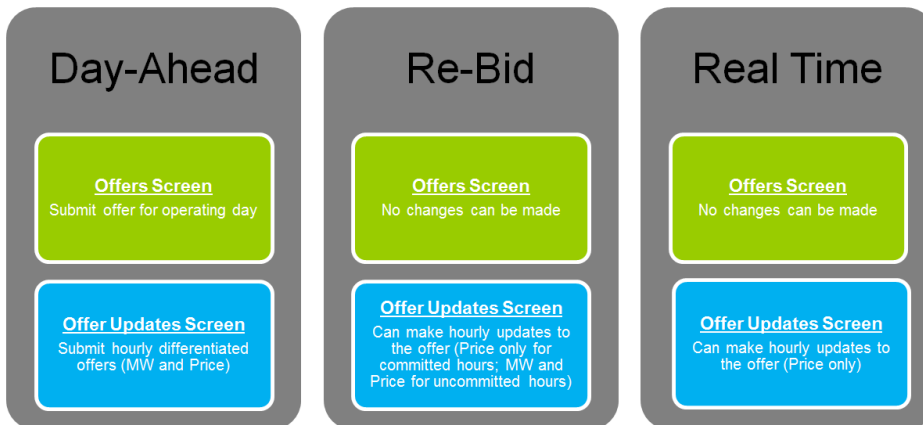 Day-Ahead
Offers Screen
Submit offer for operating day
Offer Updates Screen
Submit hourly differentiated
offers (MW and Price)
Re-Bid
Offers Screen
No changes can be made
Offer Updates Screen
Can make hourly updates to
the offer (Price only for
committed hours; MW and
Price for uncommitted hours)
Real Time
Offers Screen
No changes can be made
Offer Updates Screen
Can make hourly updates to
the offer (Price only)